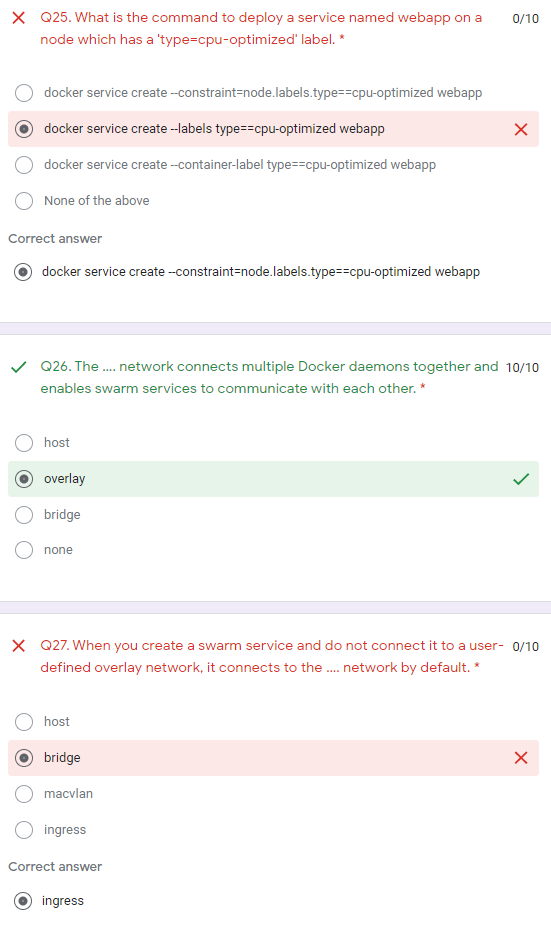 Q25. What is the command to deploy a service named webapp on a 0/10
node which has a 'type=cpu-optimized' label. *
docker service create --constraint=node.labels.type==cpu-optimized webapp
docker service create --labels type==cpu-optimized webapp
docker service create --container-label type==cpu-optimized webapp
None of the above
Correct answer
docker service create --constraint=node.labels.type==cpu-optimized webapp
Q26. The .... network connects multiple Docker daemons together and 10/10
enables swarm services to communicate with each other. *
host
overlay
bridge
none
Q27. When you create a swarm service and do not connect it to a user- 0/10
defined overlay network, it connects to the .... network by default. *
host
bridge
macvlan
ingress
Correct answer
ingress